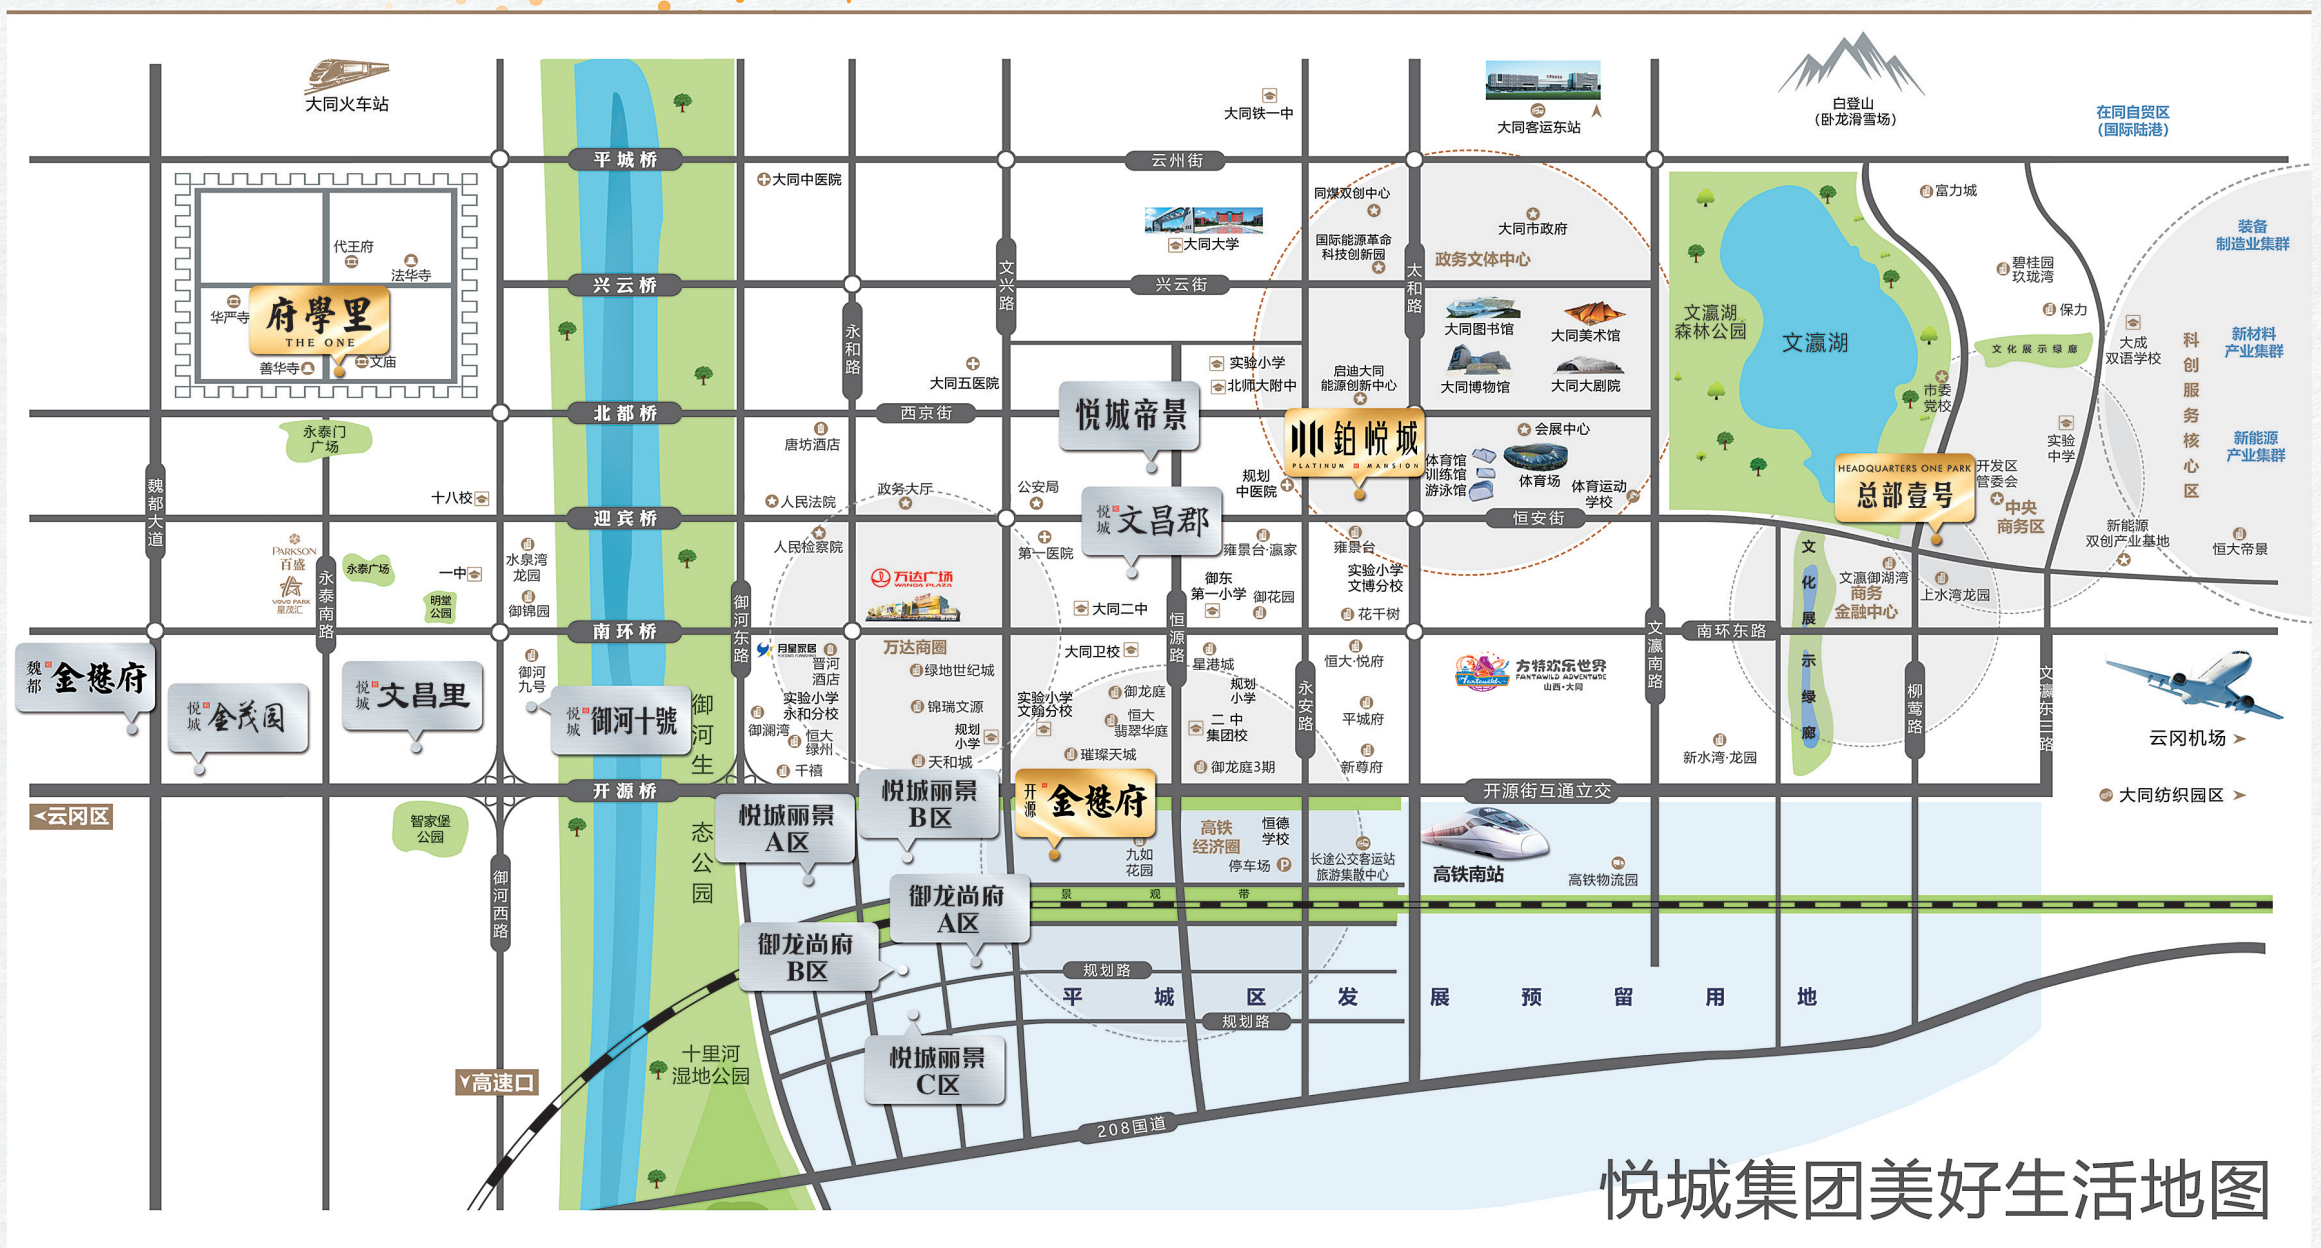 大同火车站
大同铁一中
大同客运东站
白登山
(卧龙滑雪场)
在同自贸区
(国际陆港)
平城桥
云州街
大同中医院
同煤双创中心
富力城
代王府
法华寺
大同大学
国际能源革命
科技创新园
大同市政府
政务文体中心
装备
制造业集群
碧桂园
玖珑湾
兴云桥
文兴路
兴云街
太和路
华严寺
府學里
THE ONE
善华寺
文庙
永和路
保力
大同图书馆
大同美术馆
文瀛湖
森林公园
文瀛湖
文化展示绿廊
大成
双语学校
科创服务核心区
新材料
产业集群
大同五医院
实验小学
北师大附中
启迪大同
能源创新中心
大同博物馆
大同大剧院
市委
党校
北都桥
西京街
悦城帝景
鉑悦城
PLATINUM MANSION
会展中心
永泰门
广场
唐坊酒店
实验
中学
新能源
产业集群
体育馆
训练馆
游泳馆
体育场
体育运动
学校
HEADQUARTERS ONE PARK
总部壹号
开发区
管委会
中央
商务区
魏都大道
十八校
人民法院
政务大厅
公安局
规划
中医院
迎宾桥
悦城
文昌郡
恒安街
新能源
双创产业基地
恒大帝景
PARKSON
百盛
VOVO PARK
星茂汇
永泰南路
永泰广场
一中
水泉湾
龙园
人民检察院
第一医院
雍景台·瀛家
雍景台
文化展示绿廊
文瀛御湖湾
商务
金融中心
上水湾龙园
明堂
公园
御锦园
御河东路
万达广场
WANDA PLAZA
大同二中
御东
第一小学
御花园
实验小学
文博分校
花千树
南环桥
恒源路
文瀛南路
南环东路
魏都
金懋府
悦城
金茂园
悦城
文昌里
御河
九号
悦城
御河十號
月星家居
晋河
酒店
万达商圈
绿地世纪城
大同卫校
星港城
恒大·悦府
方特欢乐世界
FANTAWILD ADVENTURE
山西·大同
柳莺路
文瀛东三路
实验小学
永和分校
御澜湾
恒大
绿州
千禧
锦瑞文源
规划
小学
天和城
实验小学
文翰分校
御龙庭
恒大
翡翠华庭
璀璨天城
规划
小学
二中
集团校
御龙庭3期
永安路
平城府
新尊府
新水湾·龙园
云冈机场
御河生态公园
开源桥
开源街互通立交
大同纺织园区
云冈区
智家堡
公园
悦城丽景
A区
悦城丽景
B区
开源
金懋府
九如
花园
高铁
经济圈
恒德
学校
停车场
长途公交客运站
旅游集散中心
高铁南站
高铁物流园
御河西路
御龙尚府
A区
景观带
御龙尚府
B区
规划路
平城区发展预留用地
规划路
十里河
湿地公园
悦城丽景
C区
高速口
208国道
悦城集团美好生活地图